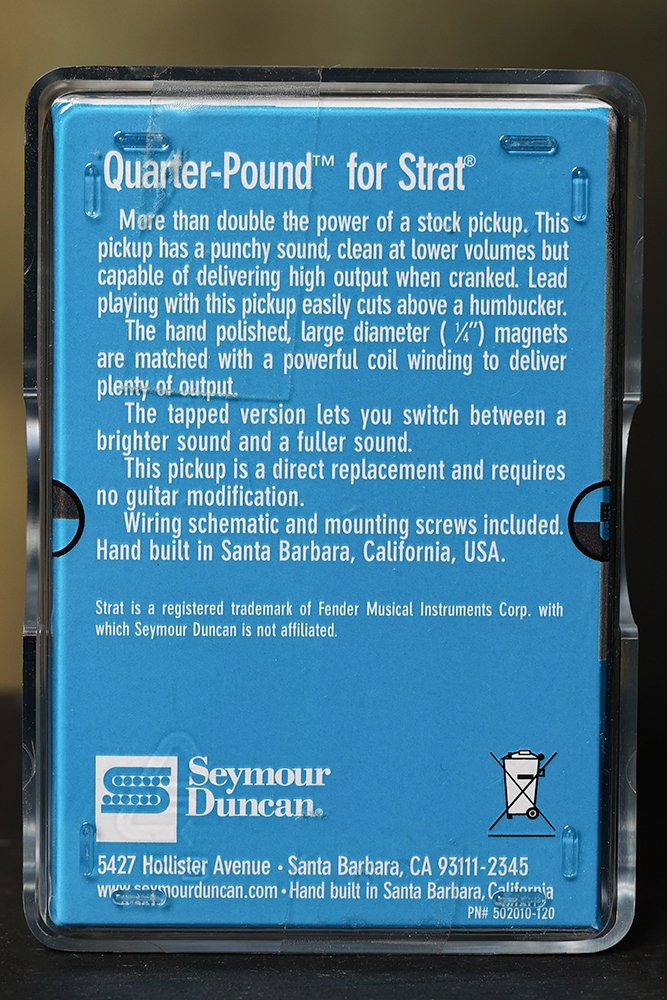 Quarter-Pound™ for Strat®
More than double the power of a stock pickup. This
pickup has a punchy sound, clean at lower volumes but
capable of delivering high output when cranked. Lead
playing with this pickup easily cuts above a humbucker.
The hand polished, large diameter ( ¼”) magnets
are matched with a powerful coil winding to deliver
plenty of output.
The tapped version lets you switch between a
brighter sound and a fuller sound.
This pickup is a direct replacement and requires
no guitar modification.
Wiring schematic and mounting screws included.
Hand built in Santa Barbara, California, USA.
Strat is a registered trademark of Fender Musical Instruments Corp. with
which Seymour Duncan is not affiliated.
Seymour
Duncan®
5427 Hollister Avenue • Santa Barbara, CA 93111-2345
www.seymourduncan.com • Hand built in Santa Barbara, California
PN# 502010-120